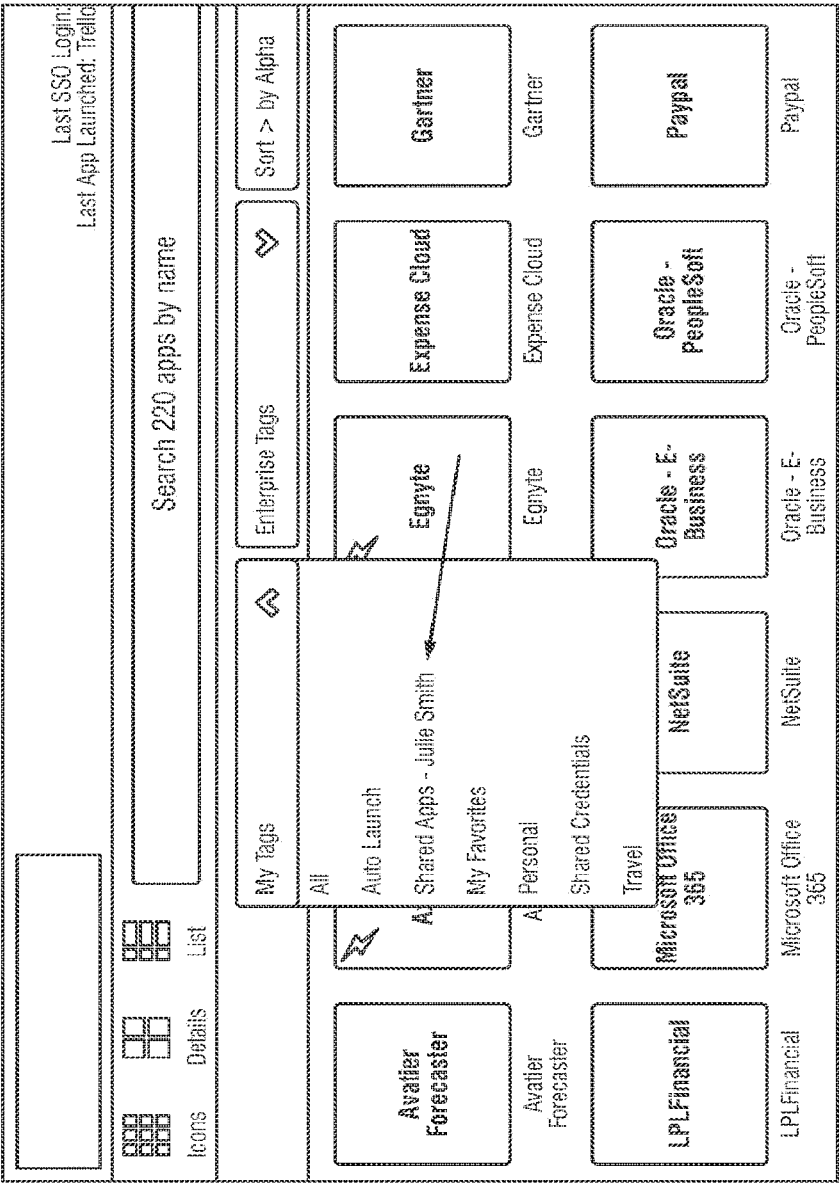 Last SSO Login:
Last App Launched: Trello
Icons
Details
List
Search 220 apps by name
My Tags
Enterprise Tags
Sort > by Alpha
All
Auto Launch
Shared Apps - Julie Smith
My Favorites
Personal
Shared Credentials
Travel
Avatier
Forecaster
A
Egnyte
Expense Cloud
Gartner
Avatier
Forecaster
A
Egnyte
Expense Cloud
Gartner
LPLFinancial
Microsoft Office
365
NetSuite
Oracle - E-
Business
Oracle -
PeopleSoft
Paypal
LPLFinancial
Microsoft Office
365
NetSuite
Oracle - E-
Business
Oracle -
PeopleSoft
Paypal